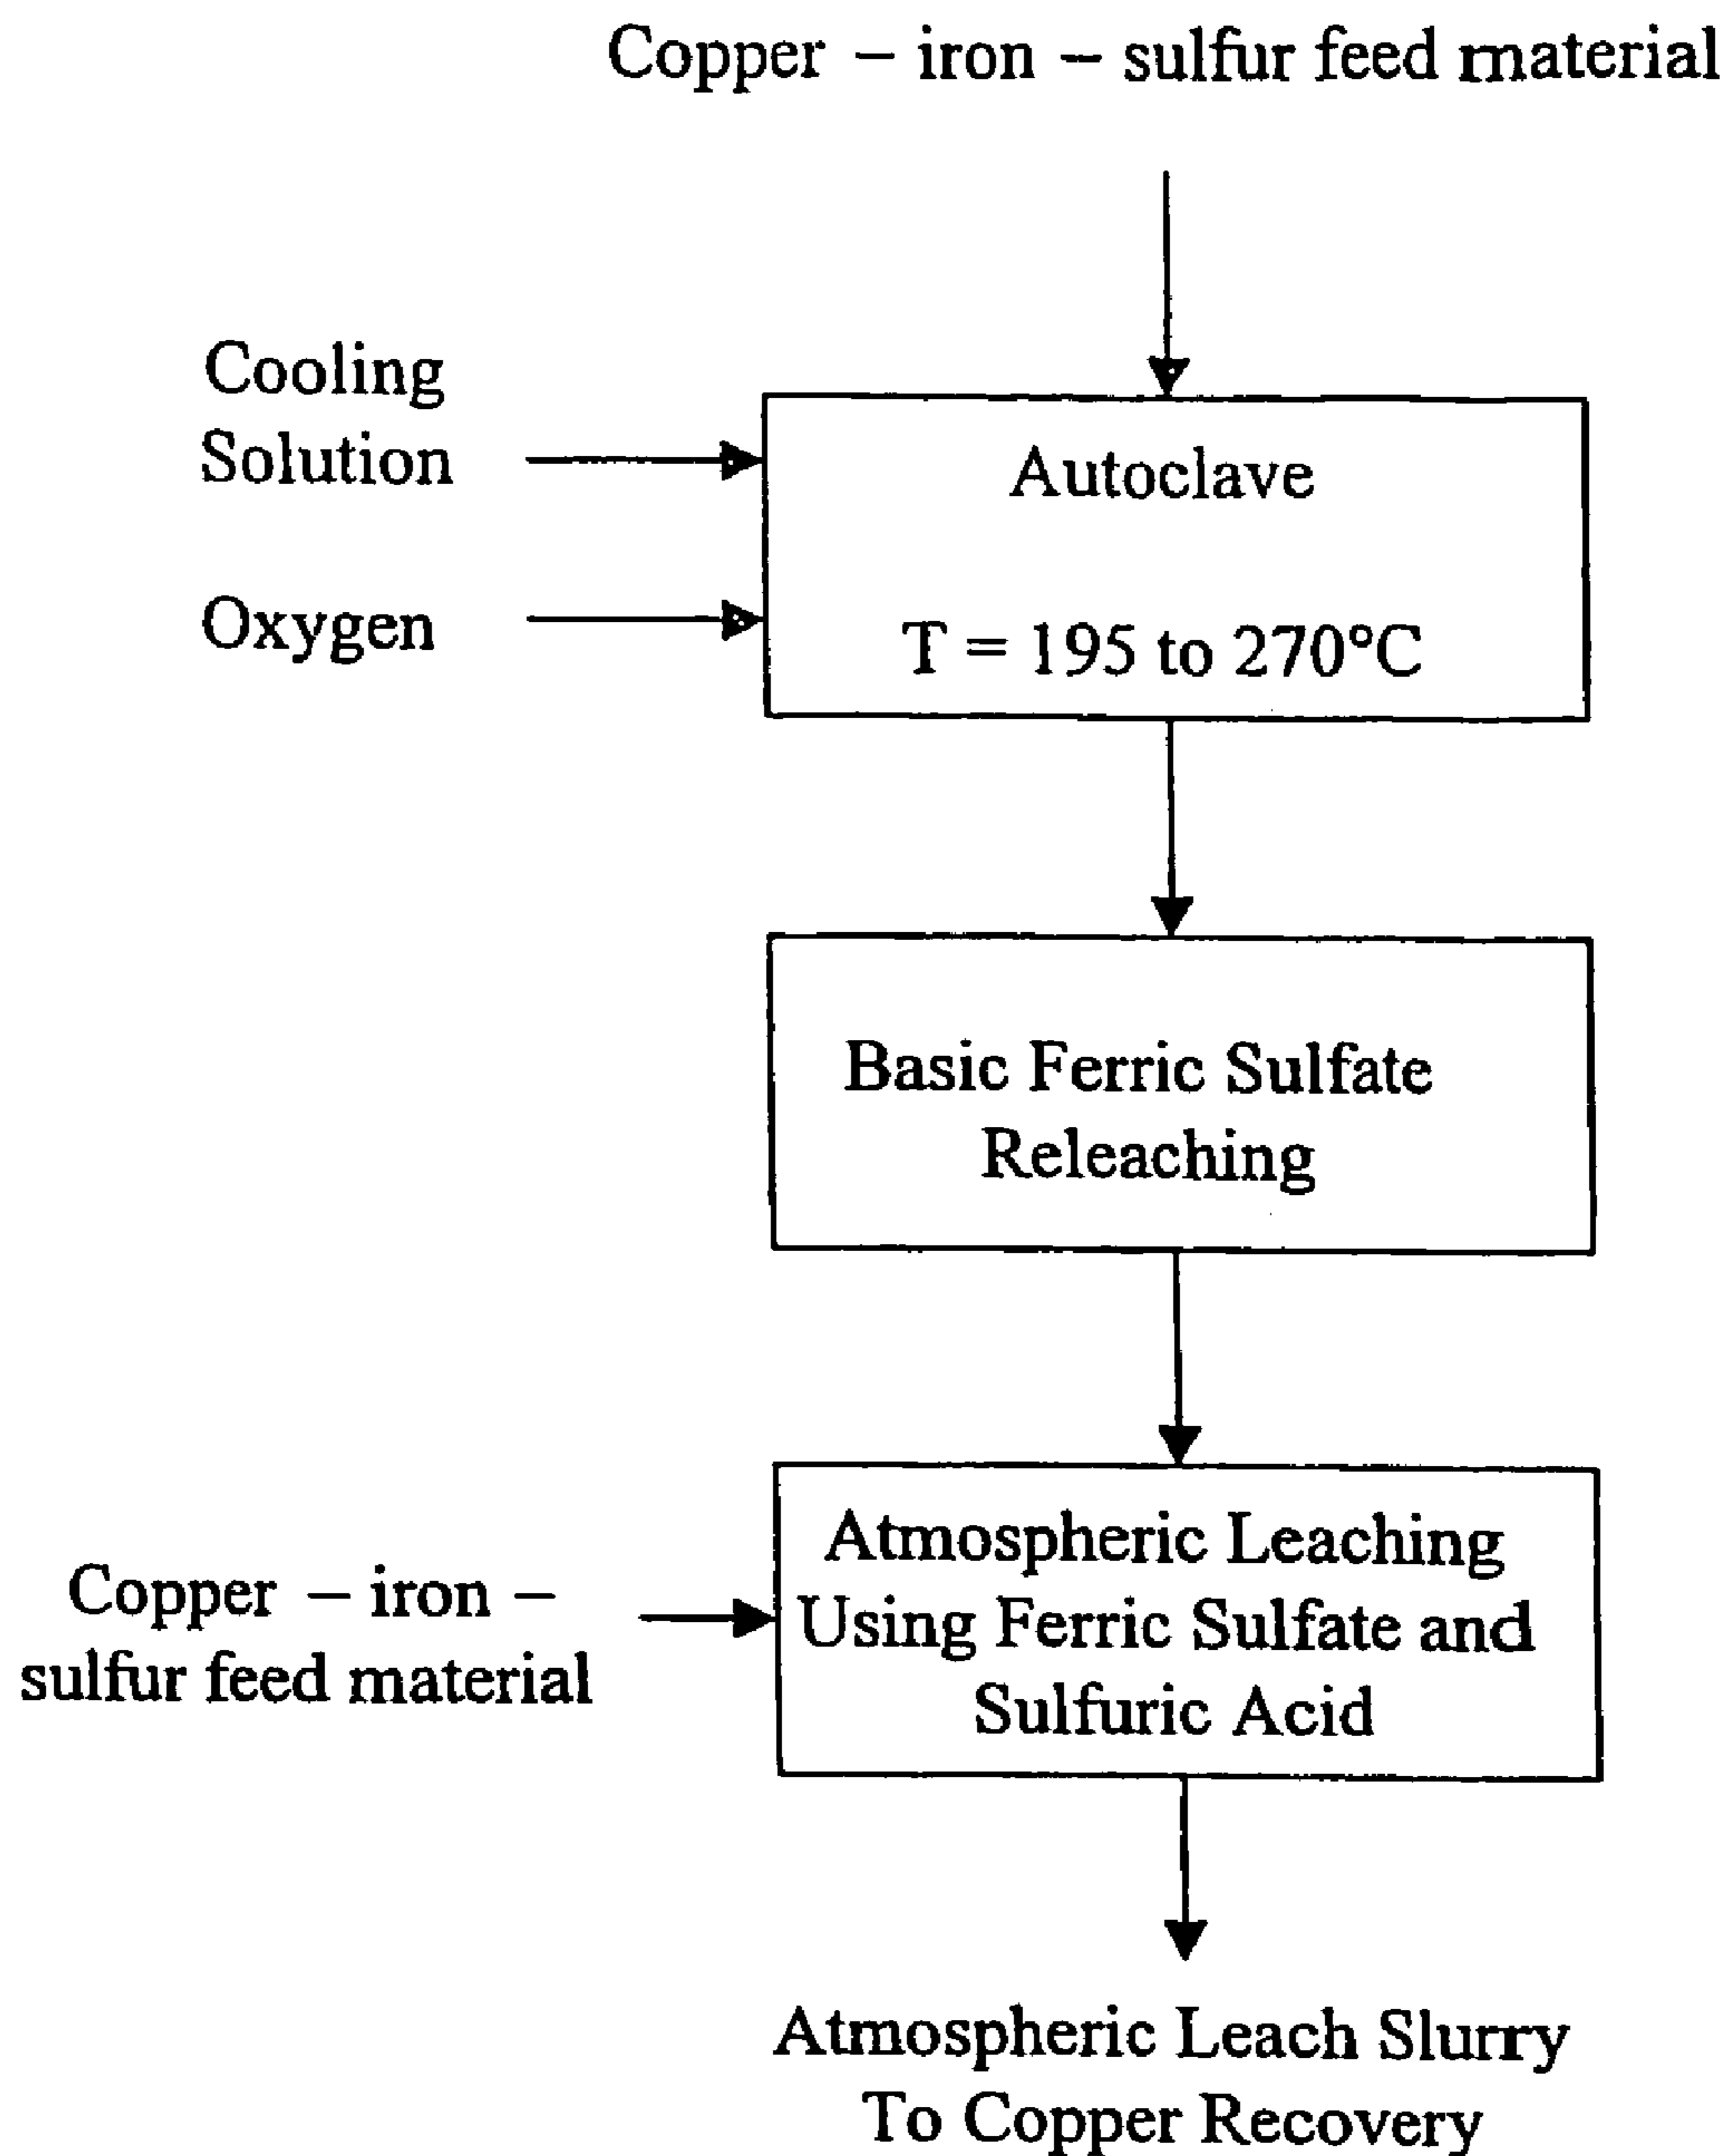 Copper – iron – sulfur feed material
Cooling
Solution
Oxygen
Autoclave
T = 195 to 270°C
Basic Ferric Sulfate
Releaching
Copper – iron –
sulfur feed material
Atmospheric Leaching
Using Ferric Sulfate and
Sulfuric Acid
Atmospheric Leach Slurry
To Copper Recovery